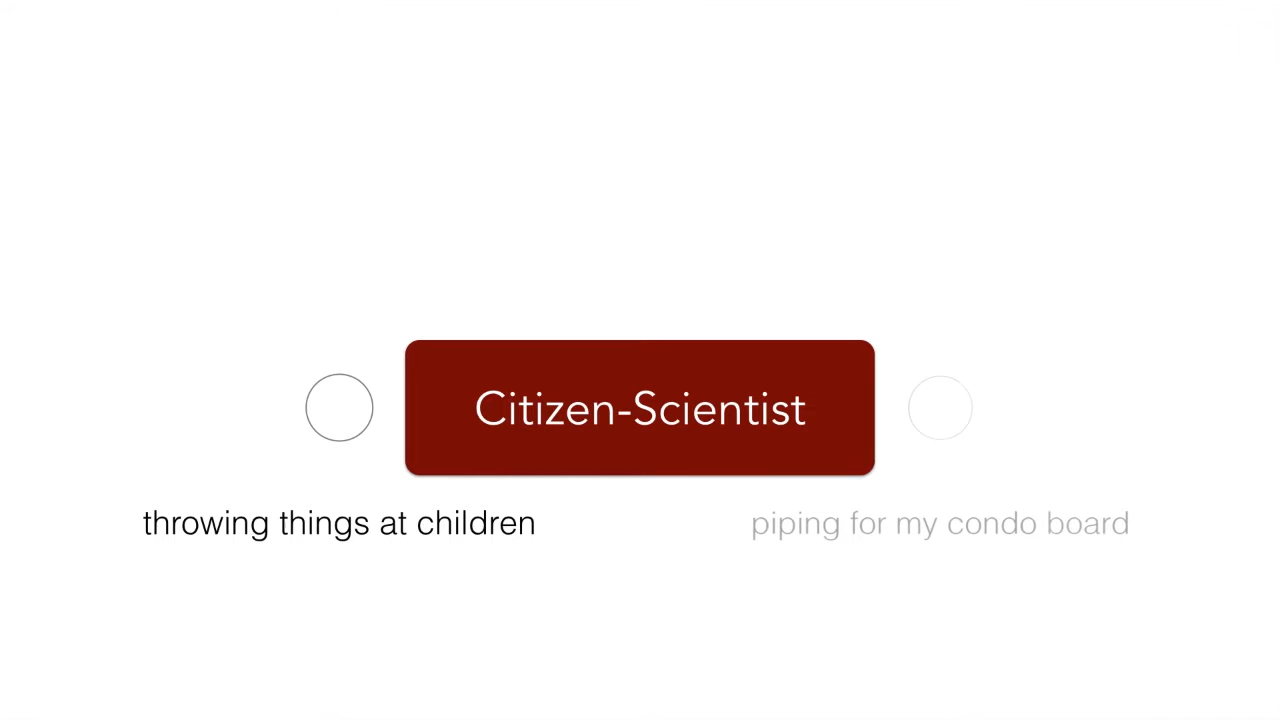 Citizen-Scientist
throwing things at children
piping for my condo board